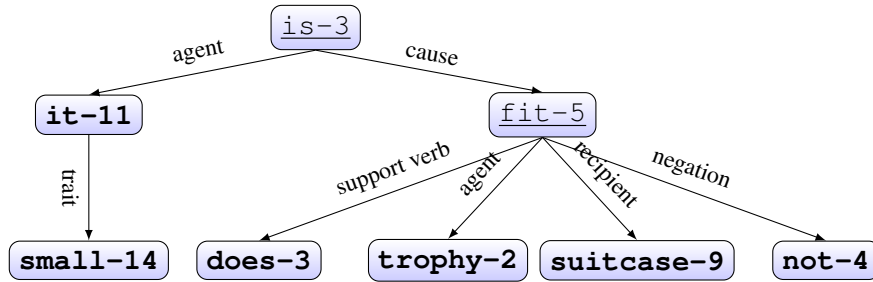 is-3
agent
cause
it-11
fit-5
trait
support verb
agent
recipient
negation
small-14
does-3
trophy-2
suitcase-9
not-4